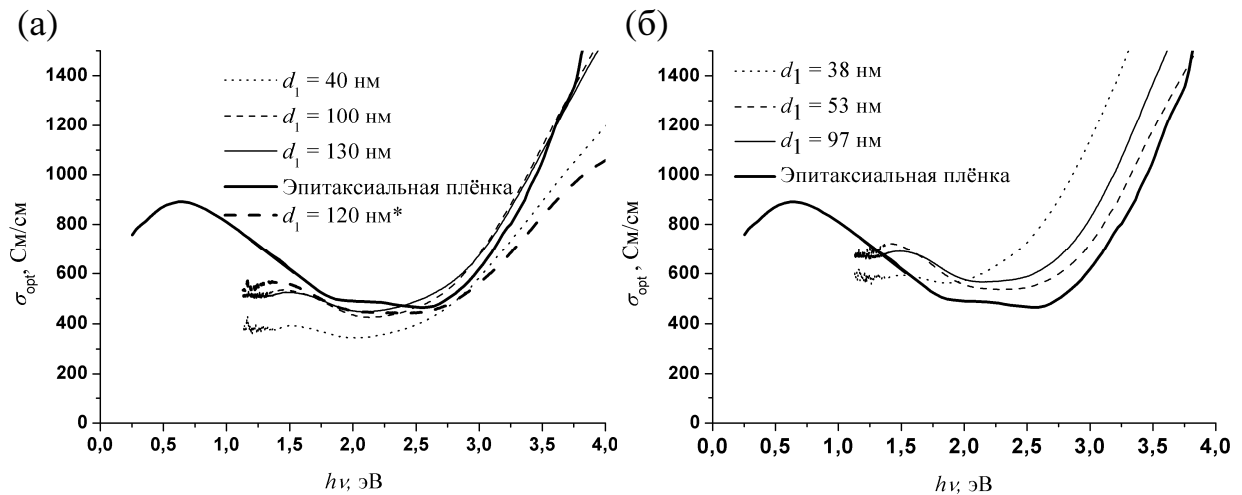 (а)
1400
1200
1000
800
600
400
200
0
σopt, См/см
d1 = 40 нм
d1 = 100 нм
d1 = 130 нм
Эпитаксиальная плёнка
d1 = 120 нм*
0,0 0,5 1,0 1,5 2,0 2,5 3,0 3,5 4,0
hν, эВ
(б)
1400
1200
1000
800
600
400
200
0
σopt, См/см
d1 = 38 нм
d1 = 53 нм
d1 = 97 нм
Эпитаксиальная плёнка
0,0 0,5 1,0 1,5 2,0 2,5 3,0 3,5 4,0
hν, эВ